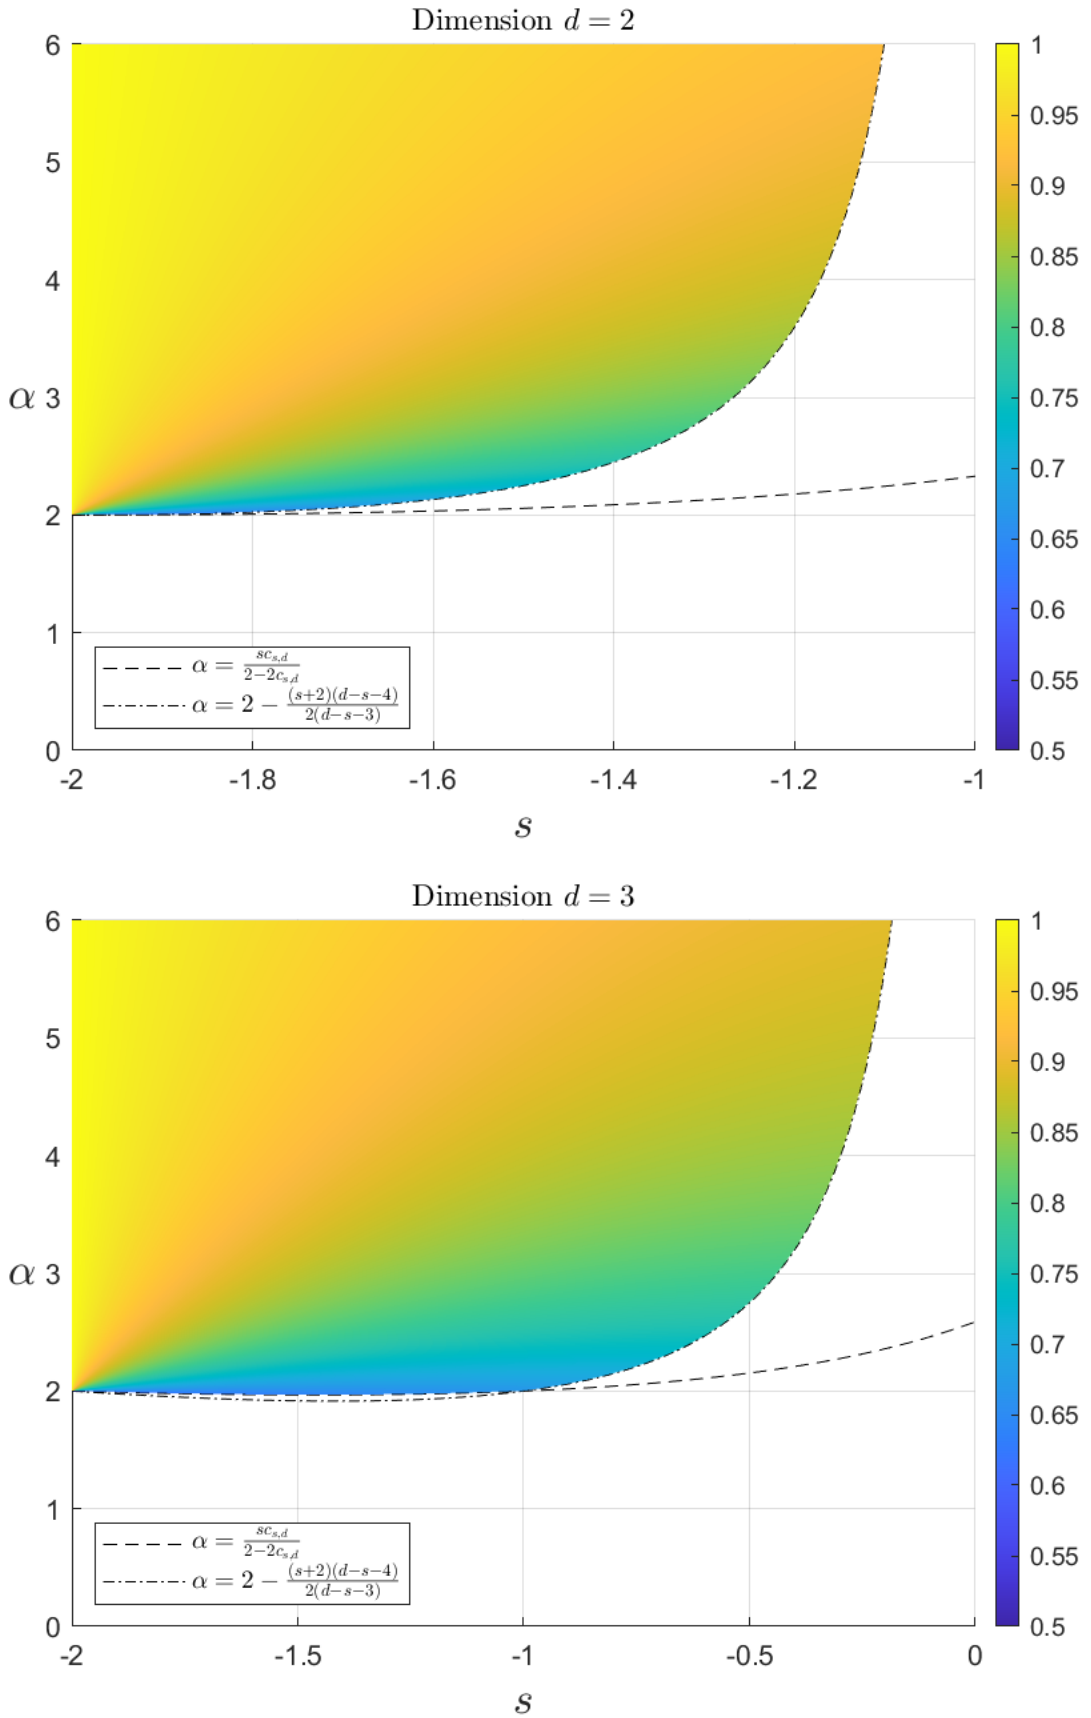 Dimension d = 2
6
5
4
α 3
2
1
0
-2 -1.8 -1.6 -1.4 -1.2 -1
s
α = sc_{s,d}/(2−2c_{s,d})
α = 2 − (s+2)(d−s−4)/(2(d−s−3))
1
0.95
0.9
0.85
0.8
0.75
0.7
0.65
0.6
0.55
0.5
Dimension d = 3
6
5
4
α 3
2
1
0
-2 -1.5 -1 -0.5 0
s
α = sc_{s,d}/(2−2c_{s,d})
α = 2 − (s+2)(d−s−4)/(2(d−s−3))
1
0.95
0.9
0.85
0.8
0.75
0.7
0.65
0.6
0.55
0.5